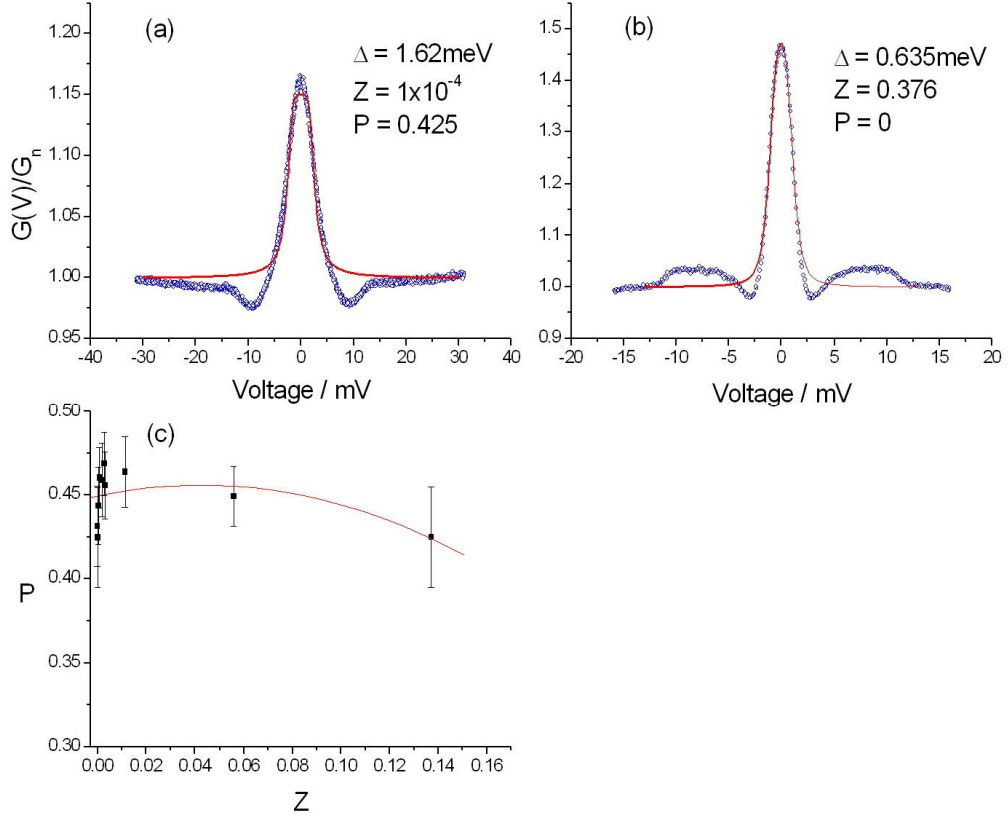 (a)
Δ = 1.62meV
Z = 1x10⁻⁴
P = 0.425
G(V)/Gₙ
1.20
1.15
1.10
1.05
1.00
0.95
-40 -30 -20 -10 0 10 20 30 40
Voltage / mV
(b)
Δ = 0.635meV
Z = 0.376
P = 0
1.5
1.4
1.3
1.2
1.1
1.0
0.9
-20 -15 -10 -5 0 5 10 15 20
Voltage / mV
(c)
P
0.50
0.45
0.40
0.35
0.30
0.00 0.02 0.04 0.06 0.08 0.10 0.12 0.14 0.16
Z